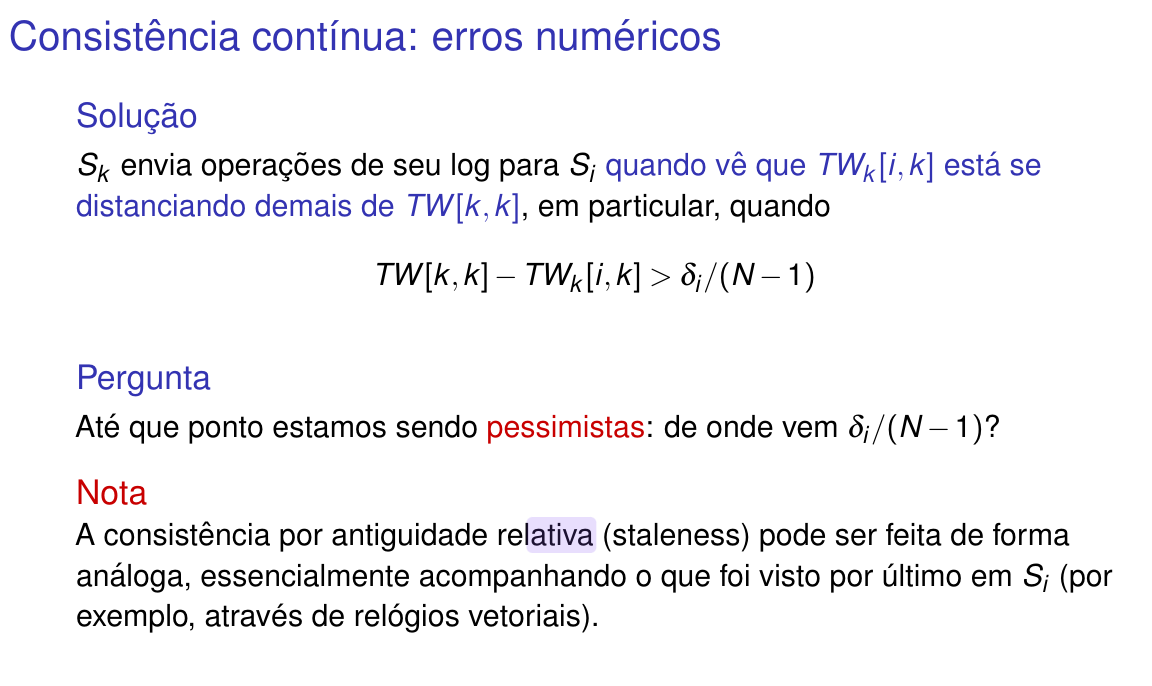 Consistência contínua: erros numéricos
Solução
S_k envia operações de seu log para S_i quando vê que TW_k[i, k] está se
distanciando demais de TW[k, k], em particular, quando
TW[k, k] − TW_k[i, k] > δ_i/(N − 1)
Pergunta
Até que ponto estamos sendo pessimistas: de onde vem δ_i/(N − 1)?
Nota
A consistência por antiguidade relativa (staleness) pode ser feita de forma
análoga, essencialmente acompanhando o que foi visto por último em S_i (por
exemplo, através de relógios vetoriais).